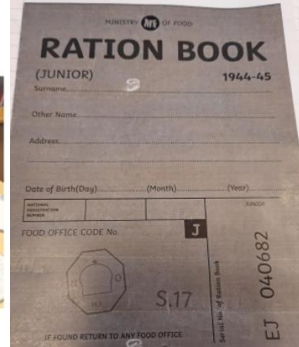 MINISTRY OF FOOD
RATION BOOK
(JUNIOR) 1944-45
Surname
Other Name
Address
Date of Birth(Day) (Month) (Year)
NATIONAL REGISTRATION NUMBER
JUNIOR
FOOD OFFICE CODE No. J
S.17
IF FOUND RETURN TO ANY FOOD OFFICE
Serial No. of Ration Book
EJ 040682